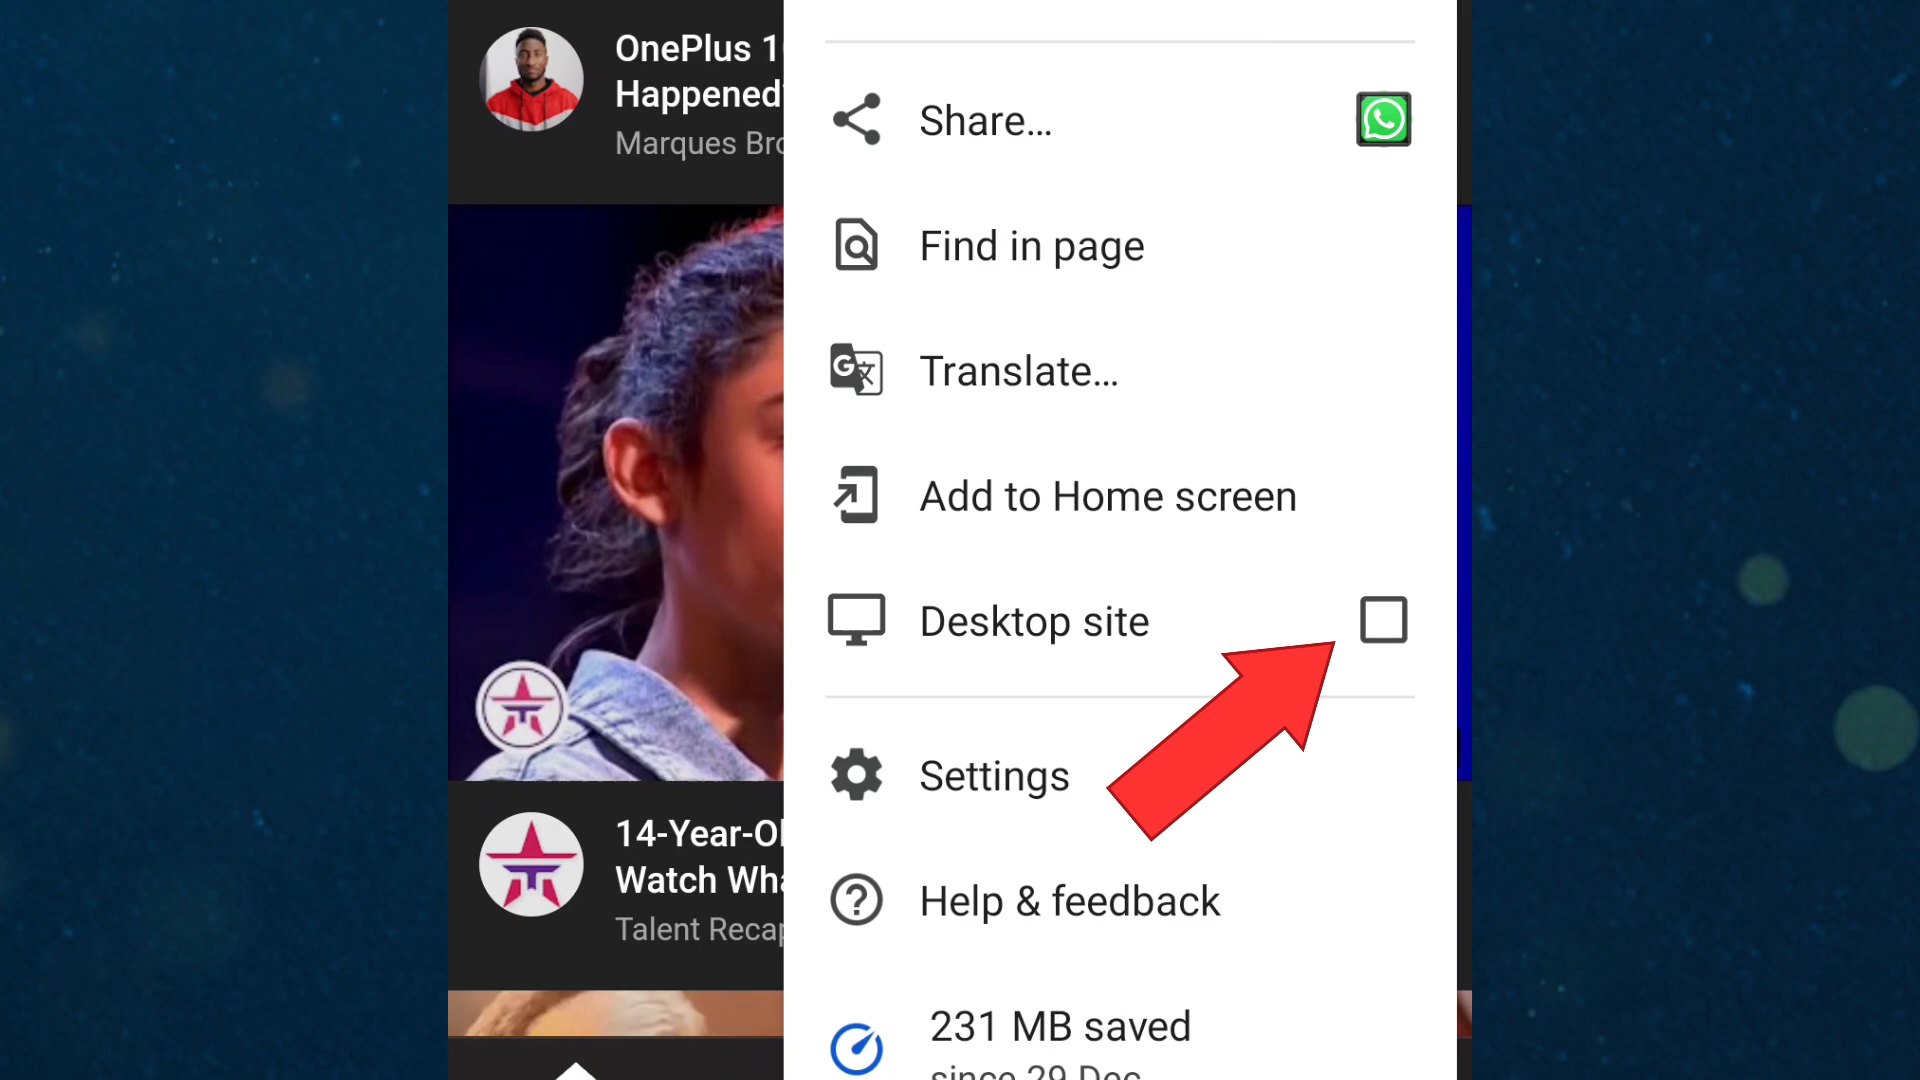 OnePlus 1
Happened
Marques Bro
Share...
Find in page
Translate...
Add to Home screen
Desktop site
Settings
14-Year-Ol
Watch Wha
Talent Recap
Help & feedback
231 MB saved
since 29 Dec